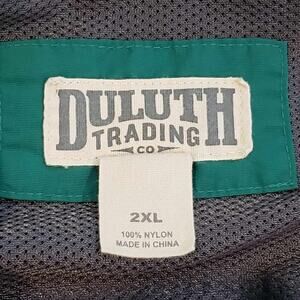 DULUTH
TRADING
CO
2XL
100% NYLON
MADE IN CHINA